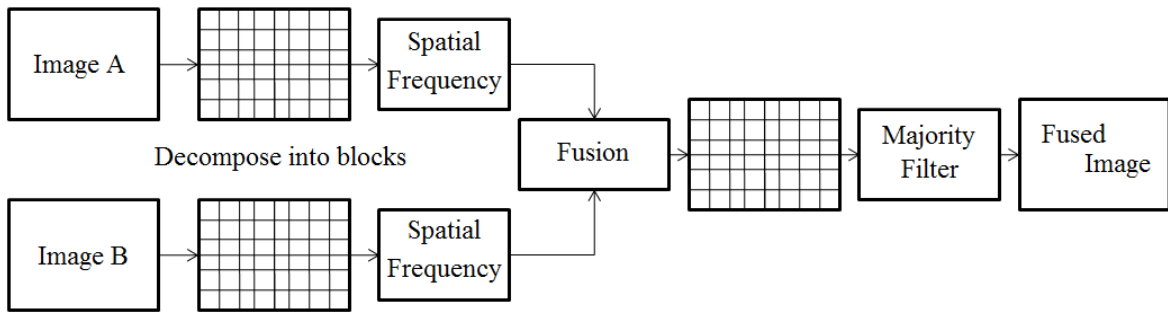 Image A
Spatial
Frequency
Decompose into blocks
Fusion
Majority
Filter
Fused
Image
Image B
Spatial
Frequency